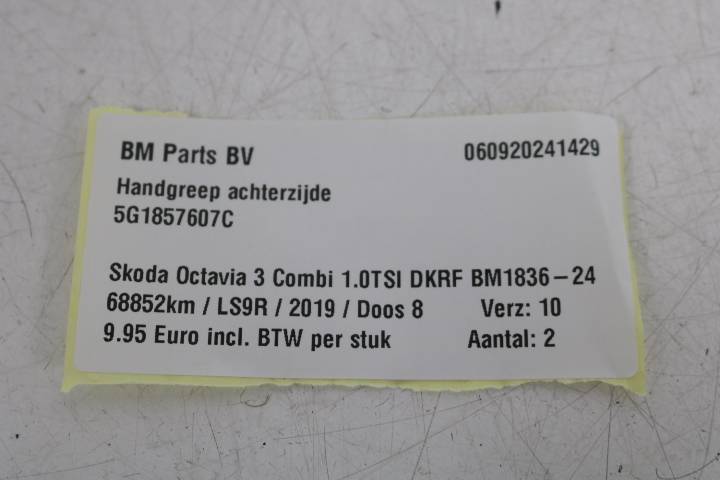 BM Parts BV 060920241429
Handgreep achterzijde
5G1857607C
Skoda Octavia 3 Combi 1.0TSI DKRF BM1836-24
68852km / LS9R / 2019 / Doos 8 Verz: 10
9.95 Euro incl. BTW per stuk Aantal: 2